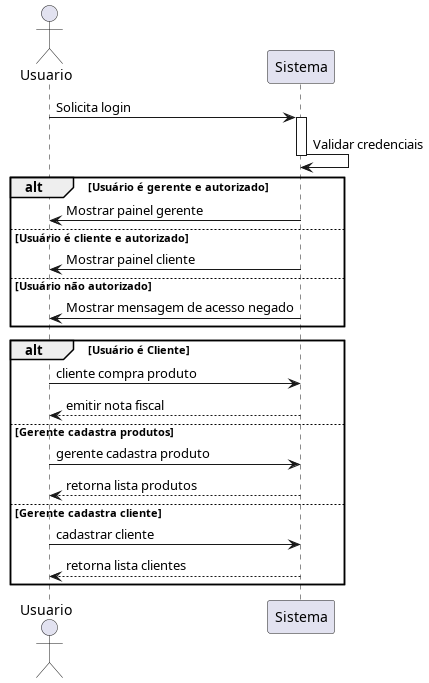 Usuario
Sistema
Solicita login
Validar credenciais
alt [Usuário é gerente e autorizado]
Mostrar painel gerente
[Usuário é cliente e autorizado]
Mostrar painel cliente
[Usuário não autorizado]
Mostrar mensagem de acesso negado
alt [Usuário é Cliente]
cliente compra produto
emitir nota fiscal
[Gerente cadastra produtos]
gerente cadastra produto
retorna lista produtos
[Gerente cadastra cliente]
cadastrar cliente
retorna lista clientes
Usuario
Sistema